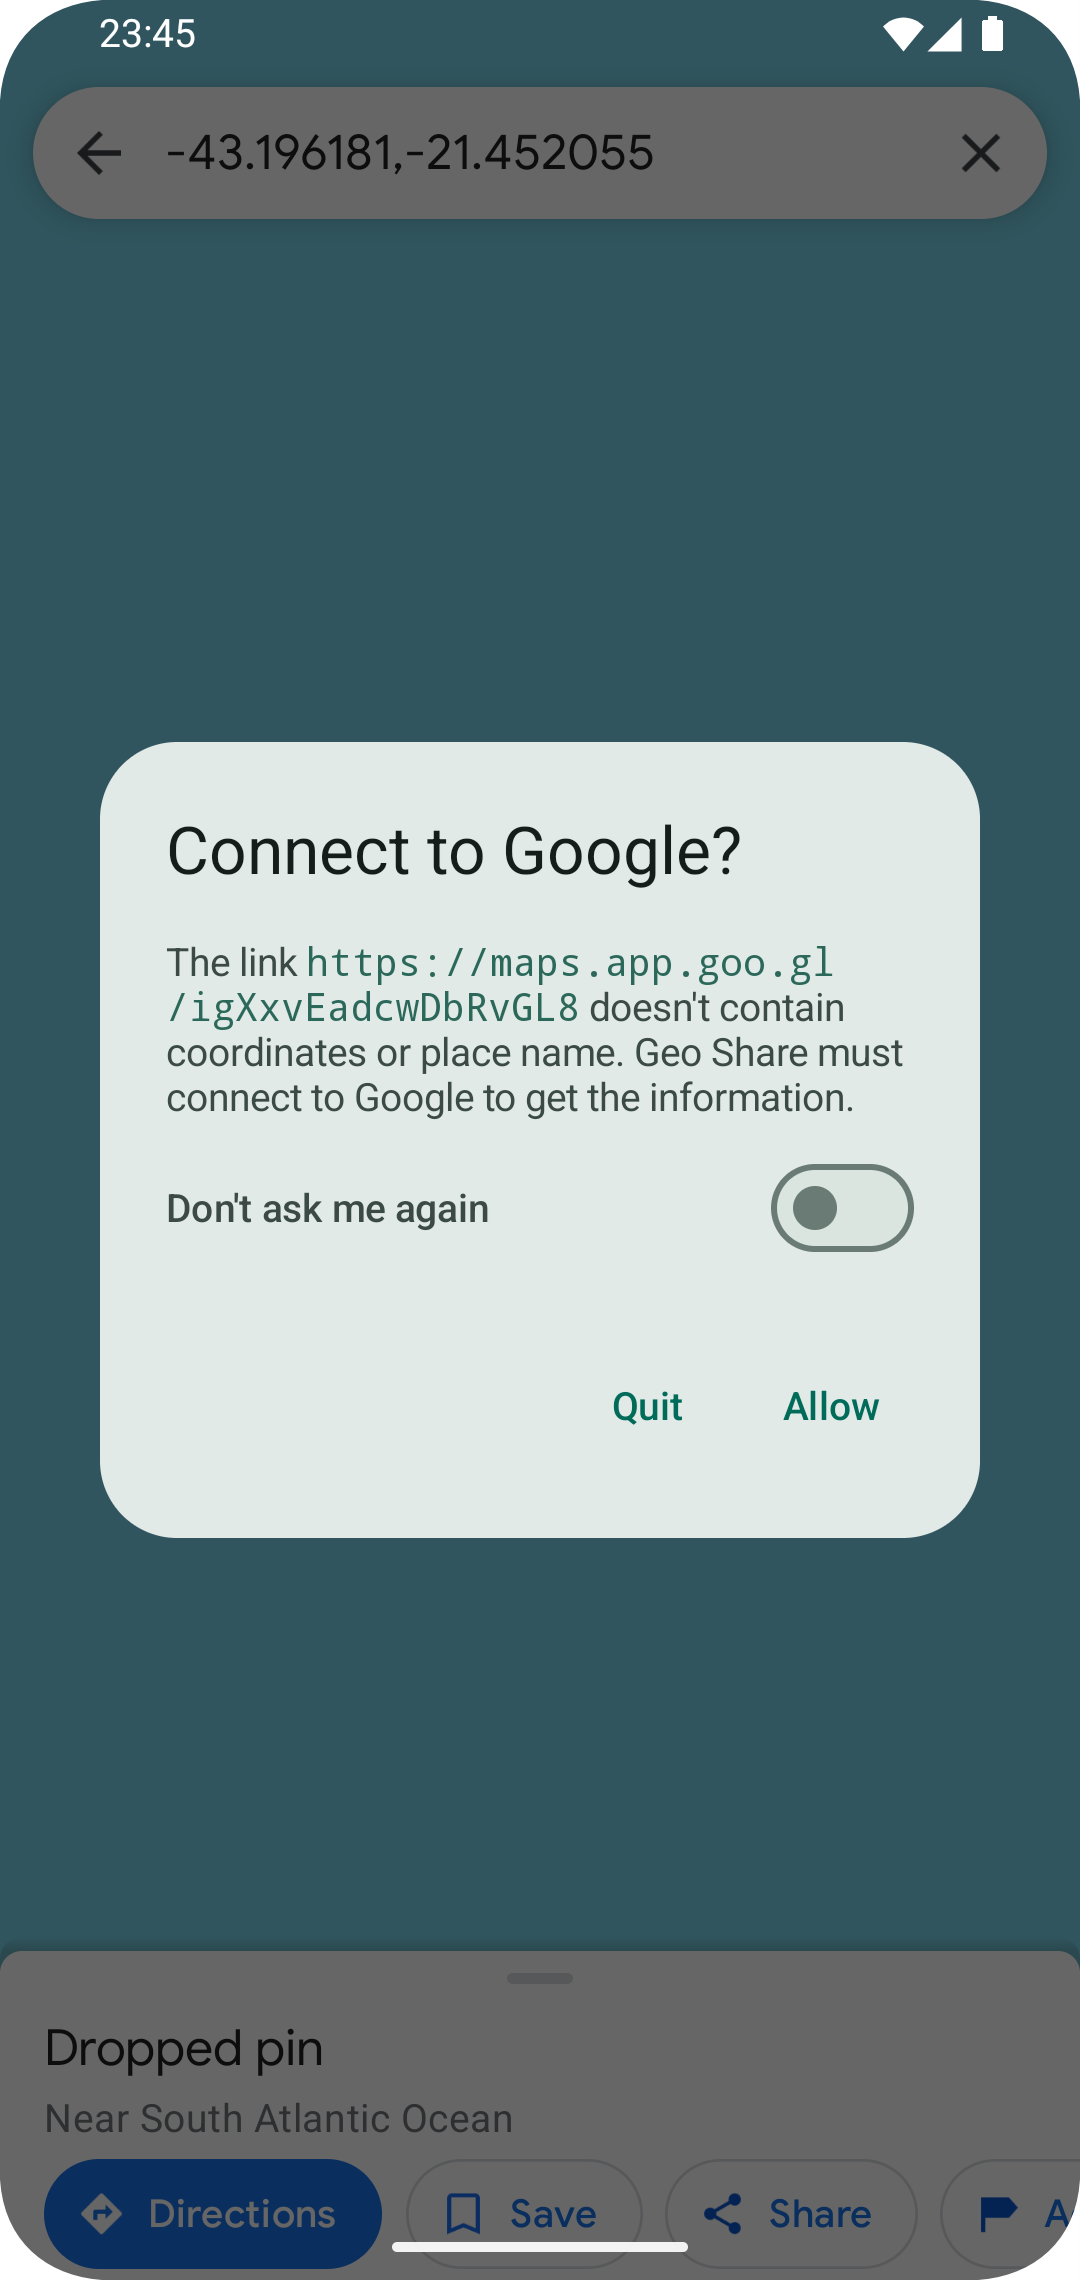 23:45
-43.196181,-21.452055
Connect to Google?
The link https://maps.app.goo.gl
/igXxvEadcwDbRvGL8 doesn't contain
coordinates or place name. Geo Share must
connect to Google to get the information.
Don't ask me again
Quit Allow
Dropped pin
Near South Atlantic Ocean
Directions Save Share A